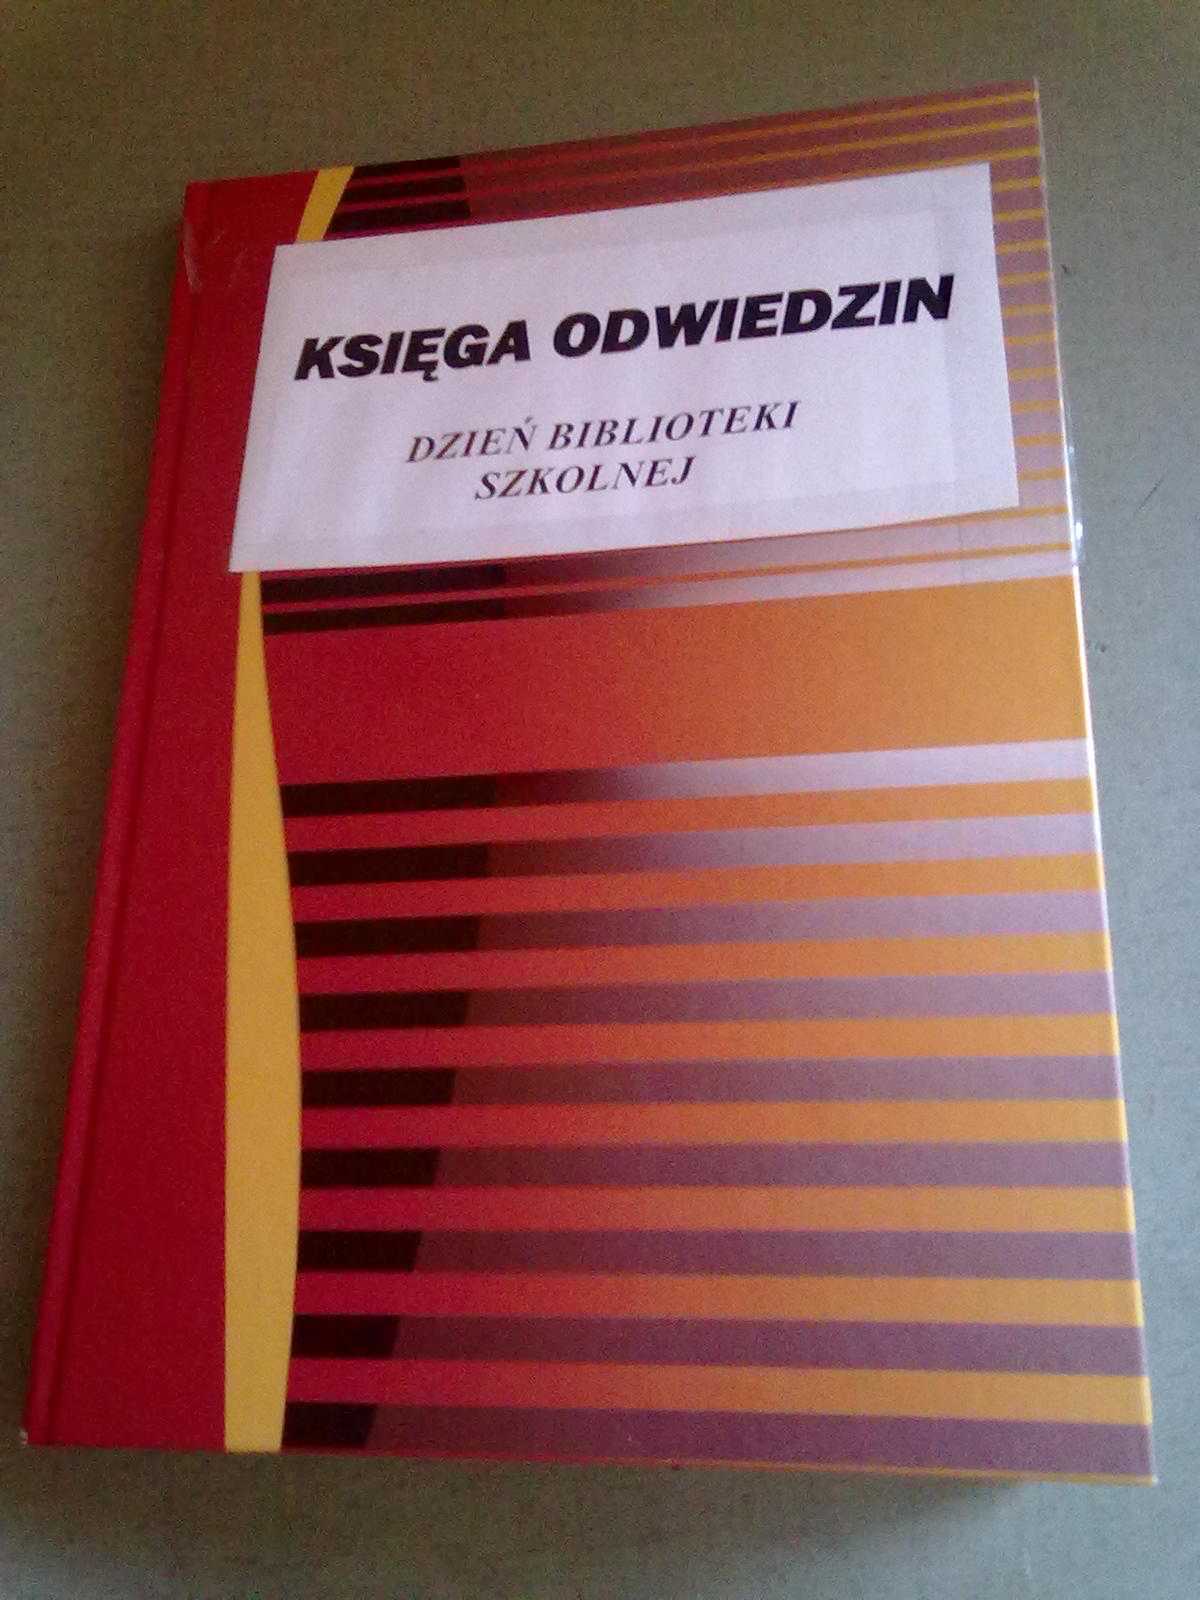 KSIĘGA ODWIEDZIN
DZIEŃ BIBLIOTEKI
SZKOLNEJ